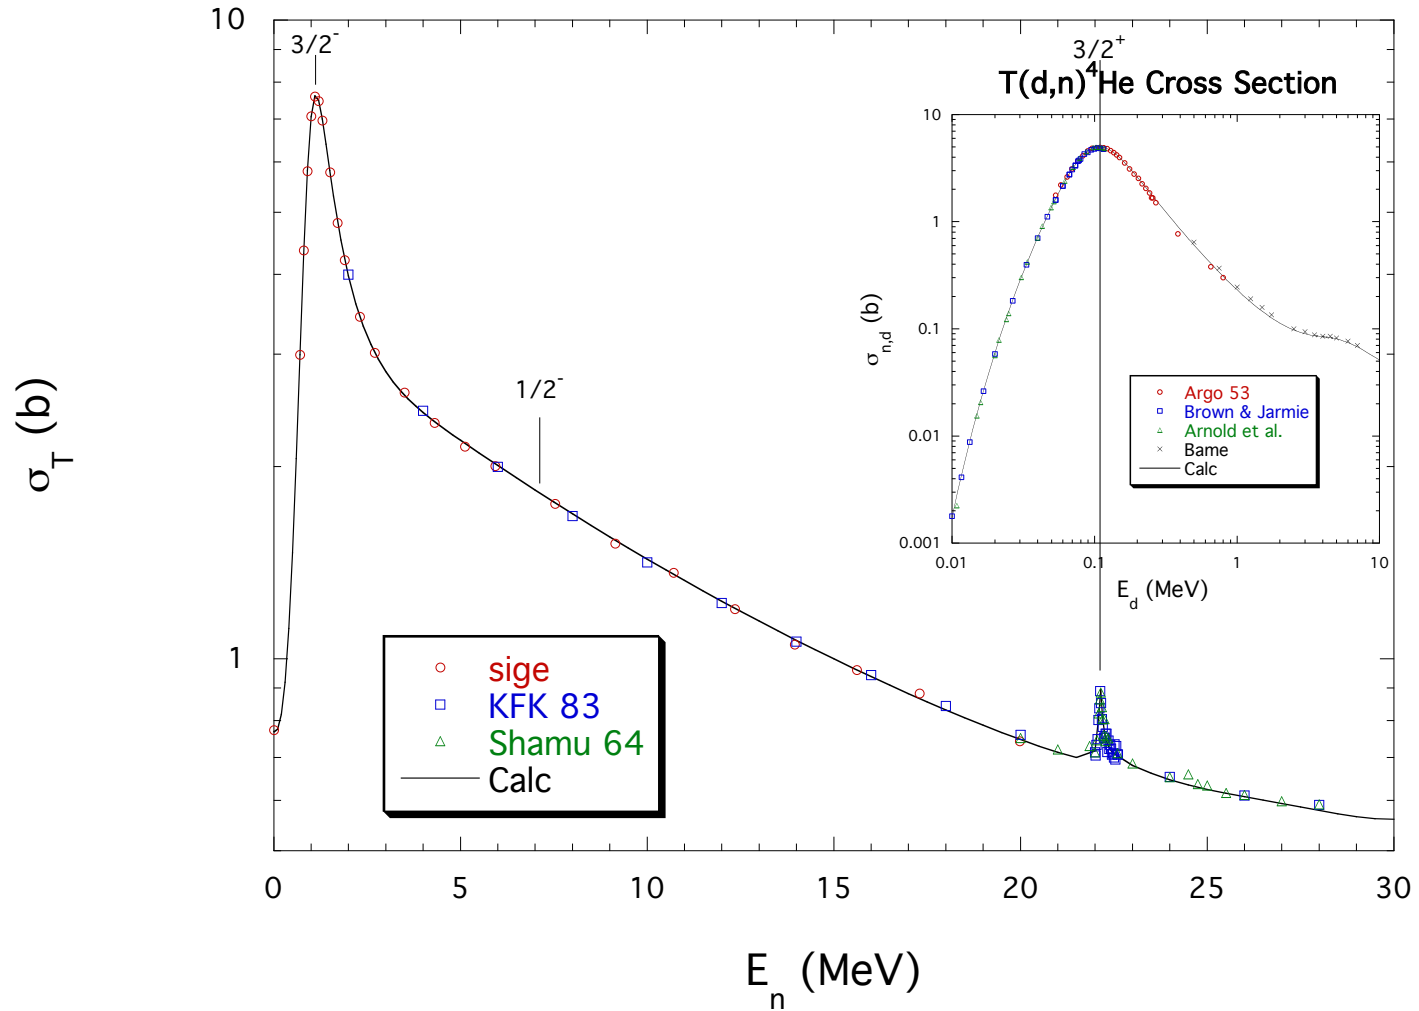 10
3/2⁻
3/2⁺
T(d,n)⁴He Cross Section
10
1
0.1
0.01
0.001
σn,d (b)
0.01
0.1
1
10
Ed (MeV)
Argo 53
Brown & Jarmie
Arnold et al.
Bame
Calc
1/2⁻
σT (b)
1
sige
KFK 83
Shamu 64
Calc
0
5
10
15
20
25
30
En (MeV)